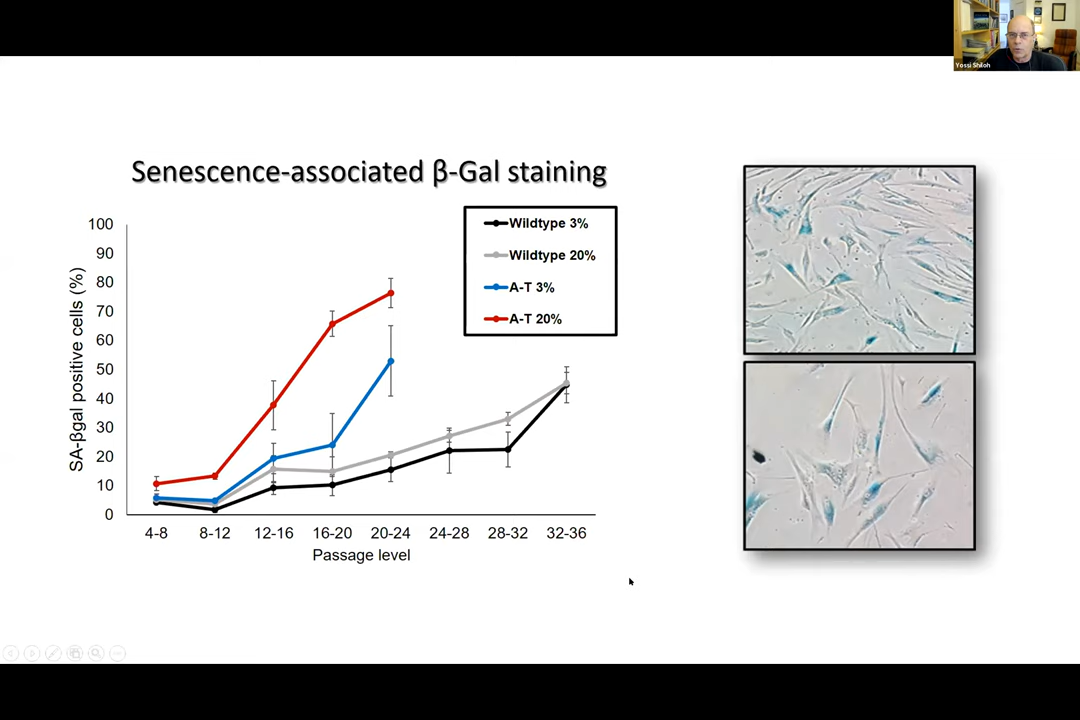 Yossi Shiloh
Senescence-associated β-Gal staining
SA-βgal positive cells (%)
100
90
80
70
60
50
40
30
20
10
0
Wildtype 3%
Wildtype 20%
A-T 3%
A-T 20%
4-8 8-12 12-16 16-20 20-24 24-28 28-32 32-36
Passage level